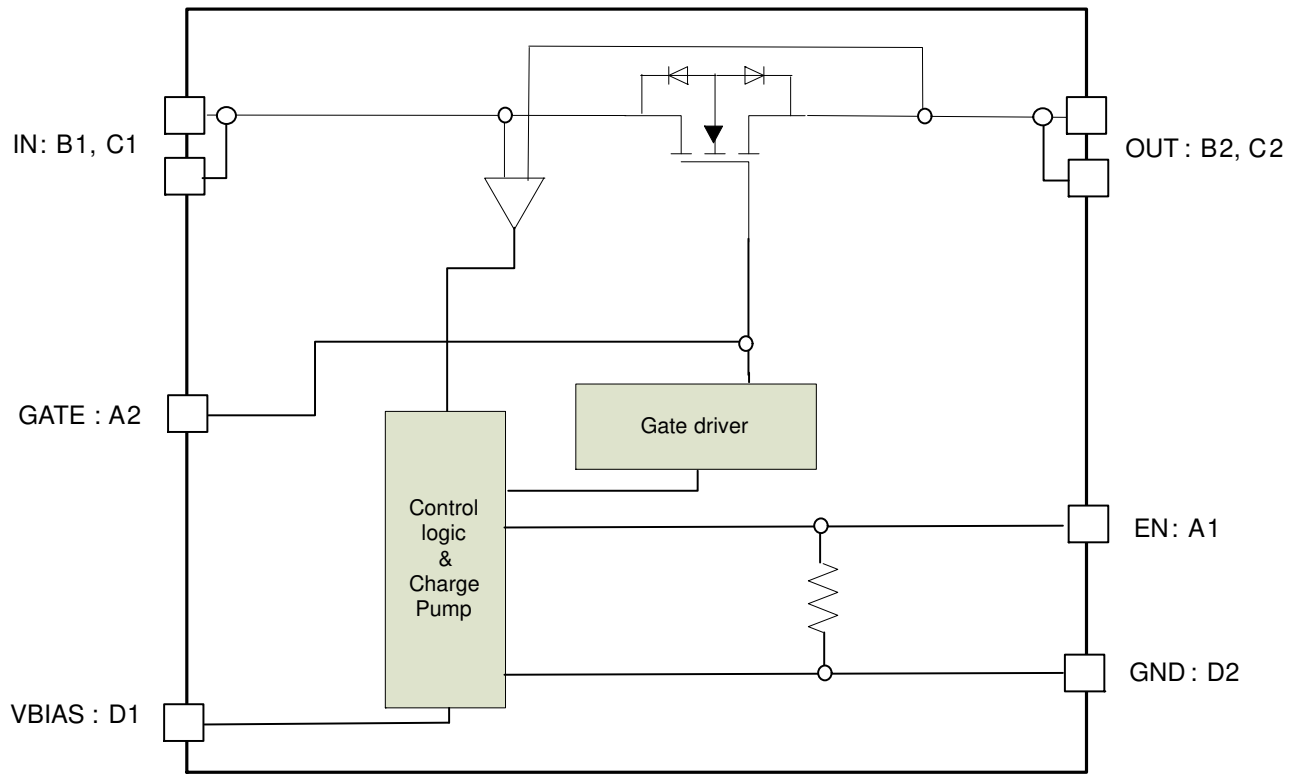 IN: B1, C1
OUT : B2, C2
GATE : A2
Gate driver
Control
logic
&
Charge
Pump
EN: A1
GND : D2
VBIAS : D1